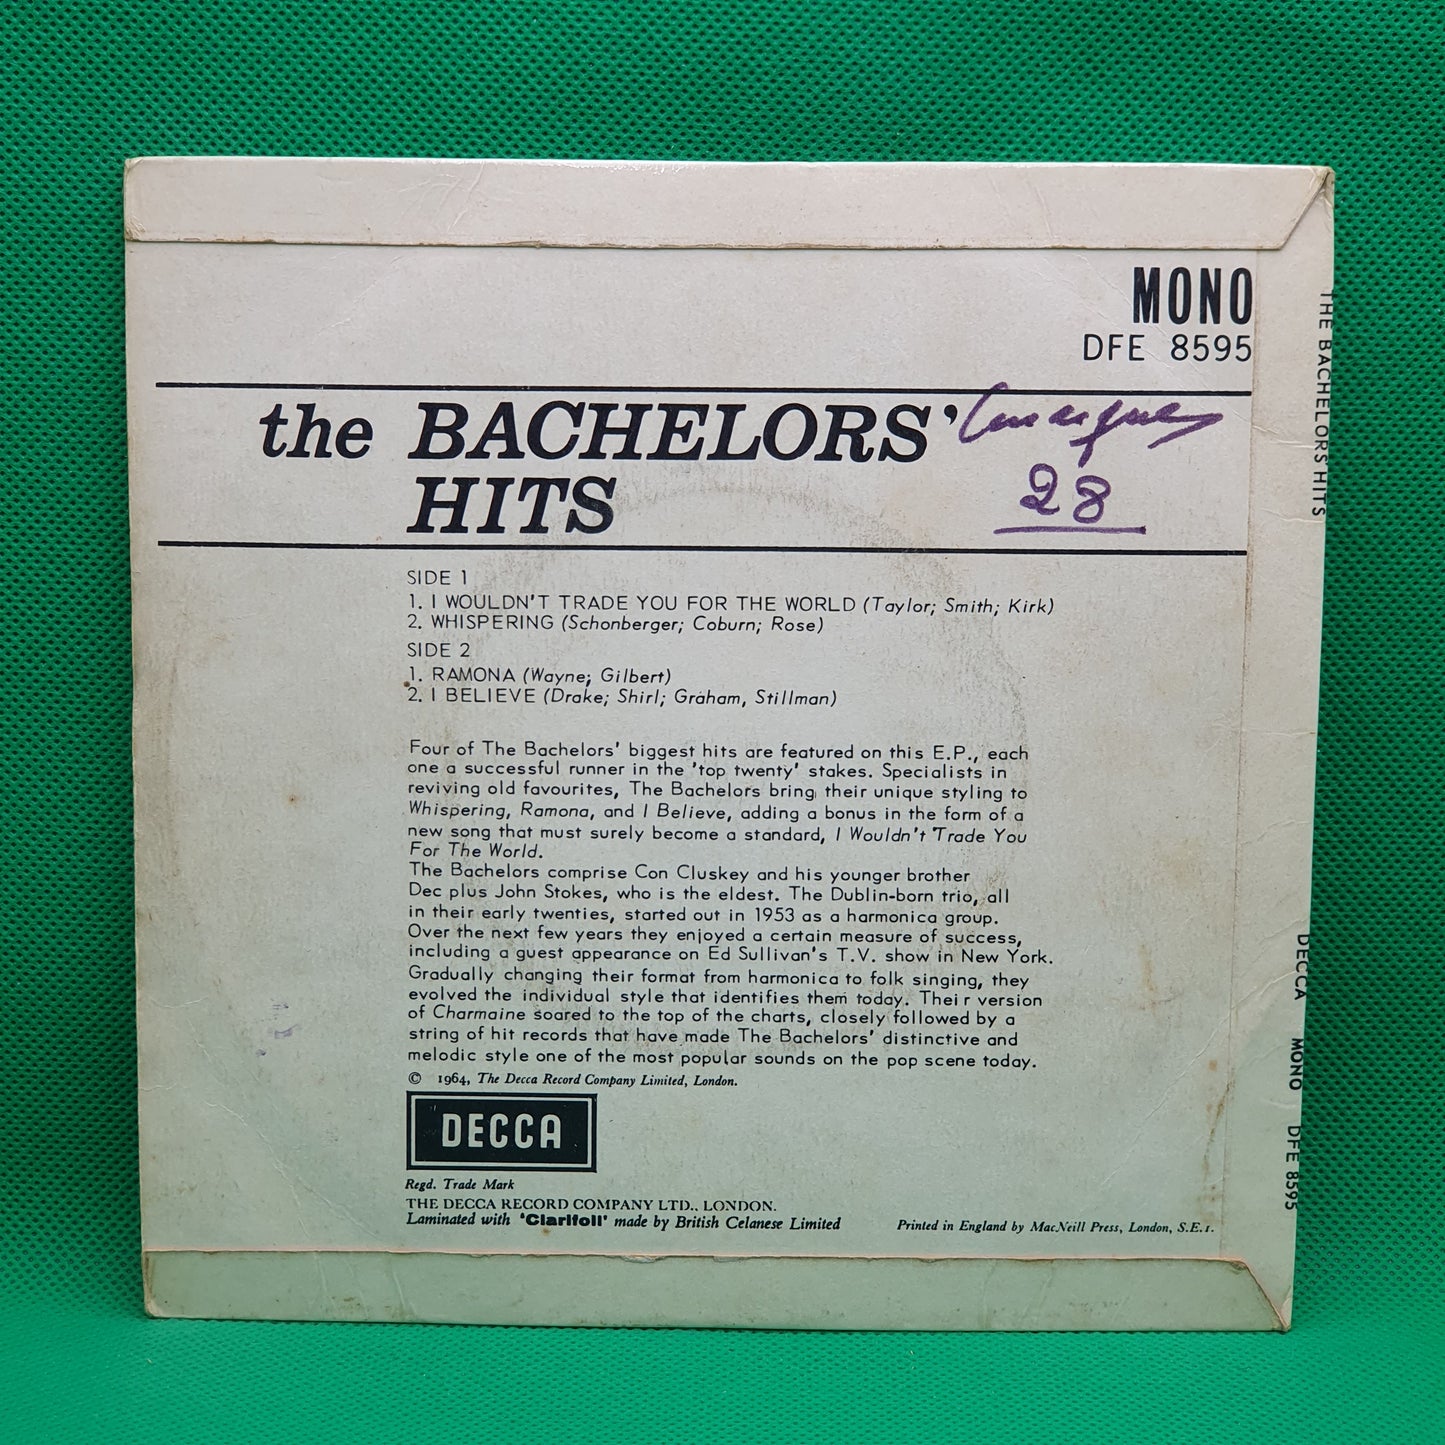 MONO
DFE 8595
the BACHELORS'
HITS
28
SIDE 1
1. I WOULDN'T TRADE YOU FOR THE WORLD (Taylor; Smith; Kirk)
2. WHISPERING (Schonberger; Coburn; Rose)
SIDE 2
1. RAMONA (Wayne; Gilbert)
2. I BELIEVE (Drake; Shirl; Graham, Stillman)
Four of The Bachelors' biggest hits are featured on this E.P., each
one a successful runner in the 'top twenty' stakes. Specialists in
reviving old favourites, The Bachelors bring their unique styling to
Whispering, Ramona, and I Believe, adding a bonus in the form of a
new song that must surely become a standard, I Wouldn't Trade You
For The World.
The Bachelors comprise Con Cluskey and his younger brother
Dec plus John Stokes, who is the eldest. The Dublin-born trio, all
in their early twenties, started out in 1953 as a harmonica group.
Over the next few years they enjoyed a certain measure of success,
including a guest appearance on Ed Sullivan's T.V. show in New York.
Gradually changing their format from harmonica to folk singing, they
evolved the individual style that identifies them today. Their version
of Charmaine soared to the top of the charts, closely followed by a
string of hit records that have made The Bachelors' distinctive and
melodic style one of the most popular sounds on the pop scene today.
© 1964, The Decca Record Company Limited, London.
DECCA
Regd. Trade Mark
THE DECCA RECORD COMPANY LTD., LONDON.
Laminated with 'Clarifoil' made by British Celanese Limited
Printed in England by MacNeill Press, London, S.E.1.
THE BACHELORS HITS
DECCA MONO DFE 8595